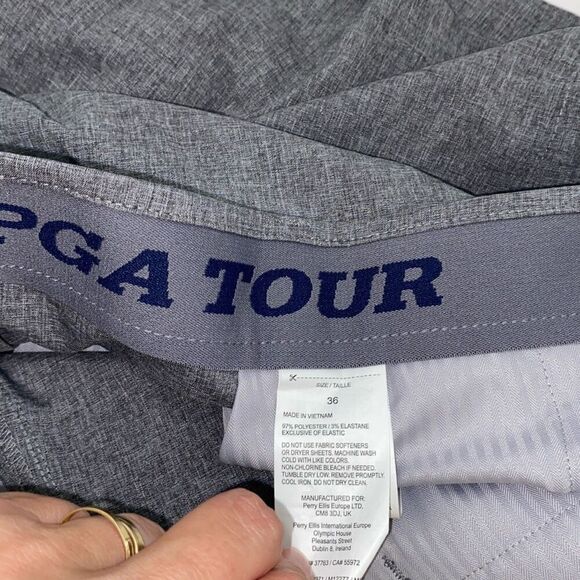 PGA TOUR
SIZE / TAILLE
36
MADE IN VIETNAM
97% POLYESTER / 3% ELASTANE
EXCLUSIVE OF ELASTIC
DO NOT USE FABRIC SOFTENERS
OR DRYER SHEETS. MACHINE WASH
COLD WITH LIKE COLORS.
NON-CHLORINE BLEACH IF NEEDED.
TUMBLE DRY LOW. REMOVE PROMPTLY.
COOL IRON. DO NOT DRY CLEAN.
MANUFACTURED FOR:
Perry Ellis Europe LTD,
CM8 3DJ, UK
Perry Ellis International Europe
Olympic House
Pleasants Street
Dublin 8, Ireland
# 37763 / CA# 55972